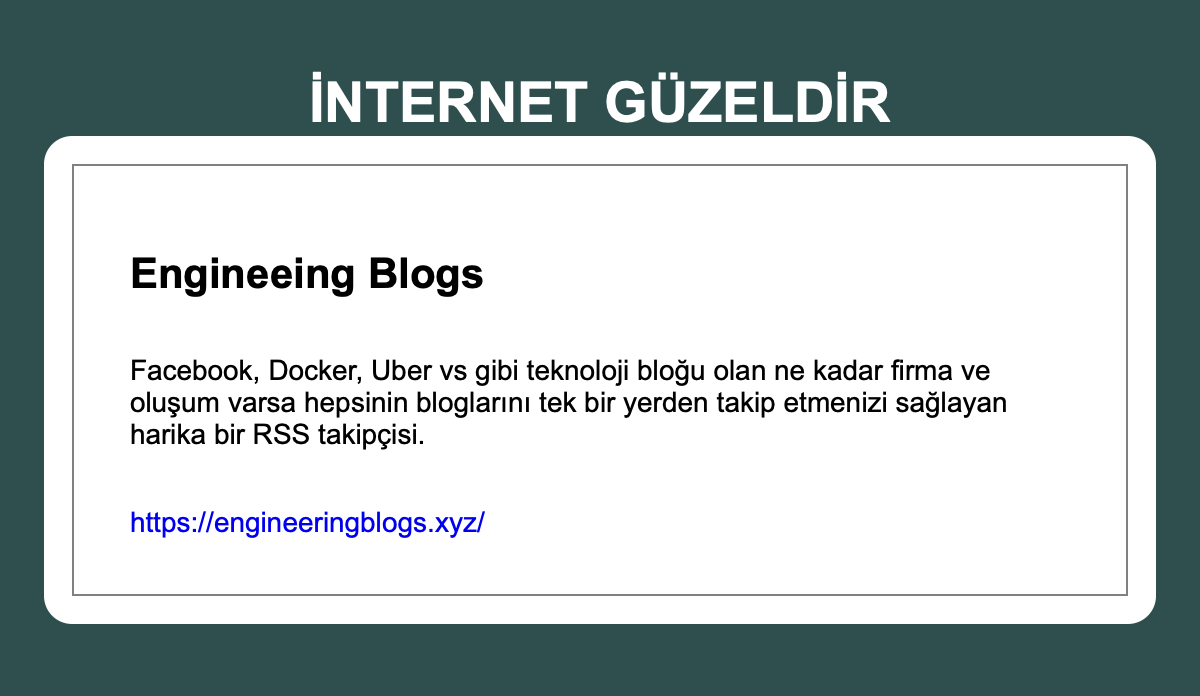 İNTERNET GÜZELDİR
Engineeing Blogs
Facebook, Docker, Uber vs gibi teknoloji bloğu olan ne kadar firma ve
oluşum varsa hepsinin bloglarını tek bir yerden takip etmenizi sağlayan
harika bir RSS takipçisi.
https://engineeringblogs.xyz/